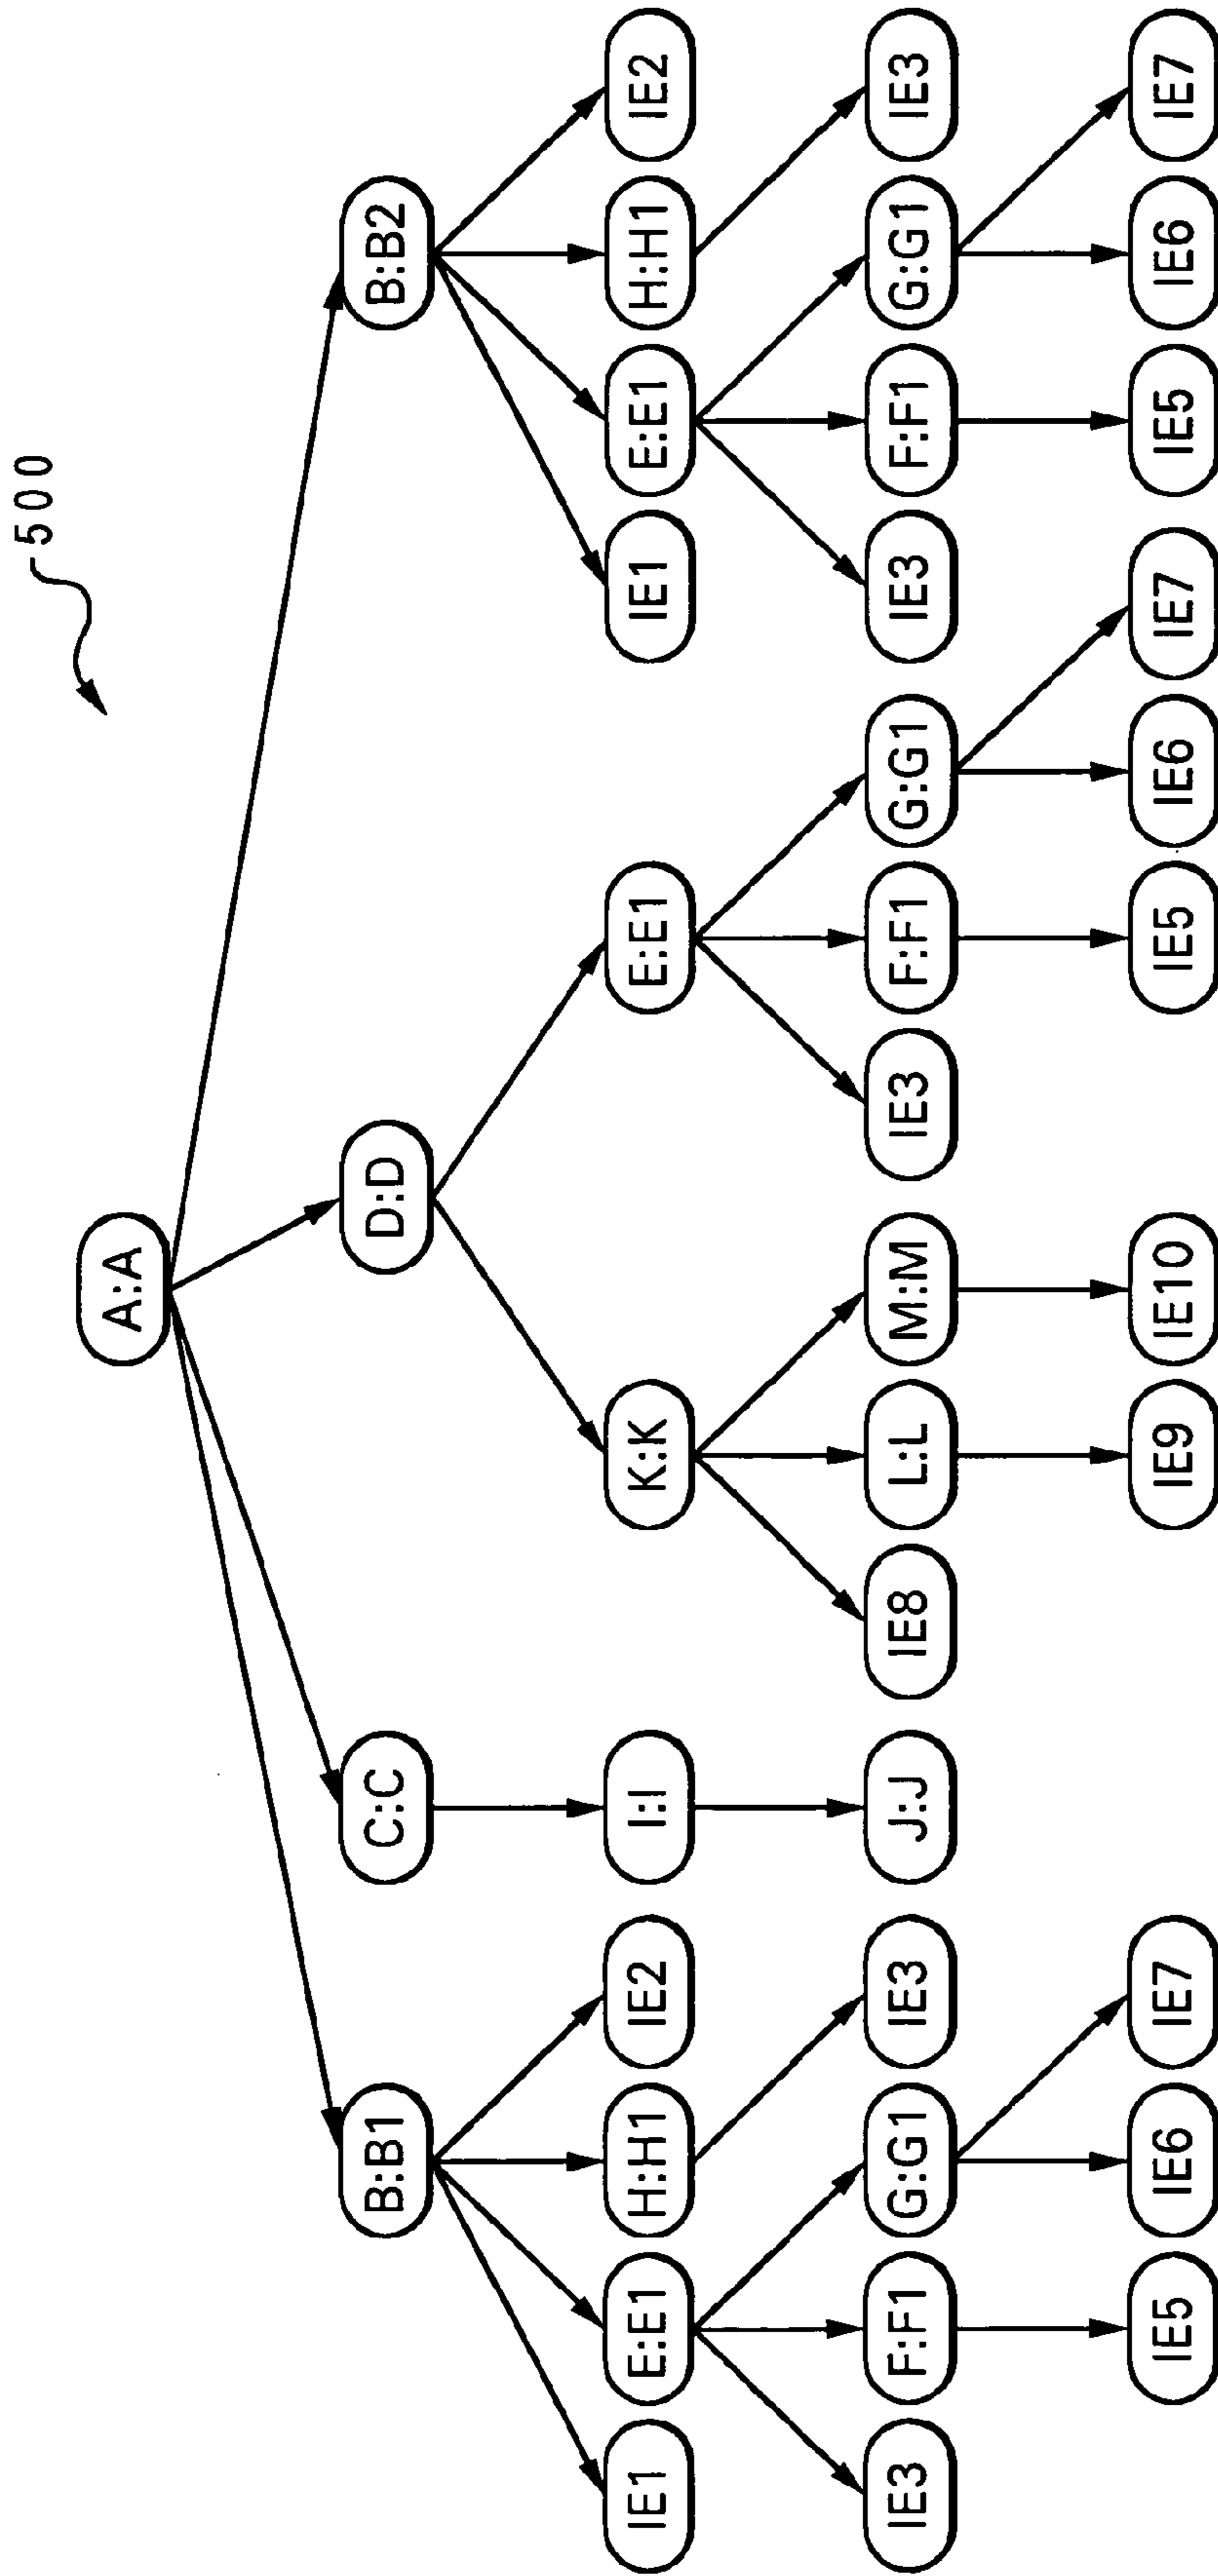 500
A:A
B:B1
C:C
D:D
B:B2
IE1
E:E1
H:H1
IE2
I:I
K:K
E:E1
IE1
E:E1
H:H1
IE2
IE3
F:F1
G:G1
IE3
J:J
IE8
L:L
M:M
IE3
F:F1
G:G1
IE3
F:F1
G:G1
IE3
IE5
IE6
IE7
IE9
IE10
IE5
IE6
IE7
IE5
IE6
IE7